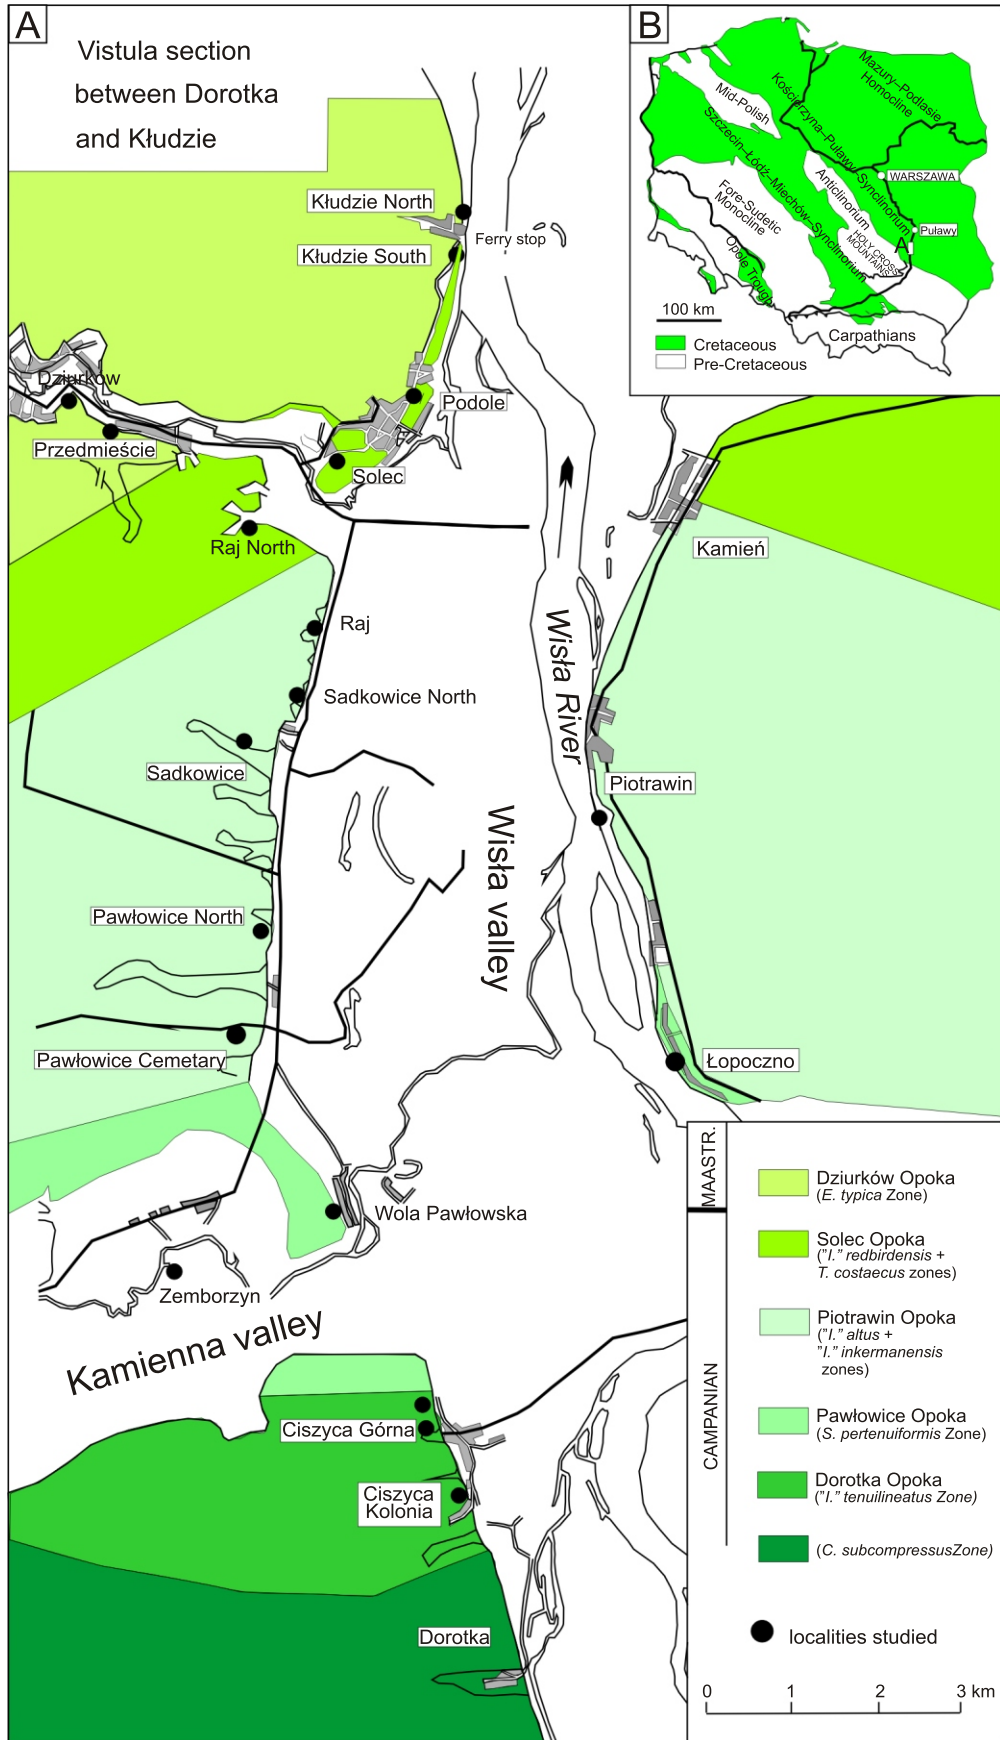 A
Vistula section
between Dorotka
and Kłudzie
Kłudzie North
Ferry stop
Kłudzie South
Dziurków
Podole
Przedmieście
Solec
Raj North
Kamień
Raj
Wisła River
Sadkowice North
Sadkowice
Piotrawin
Wisła valley
Pawłowice North
Pawłowice Cemetary
Łopoczno
Wola Pawłowska
Zemborzyn
Kamienna valley
Ciszyca Górna
Ciszyca
Kolonia
Dorotka
B
Mazury–Podlasie
Homocline
Kościerzyna–Puławy Synclinorium
Mid-Polish
Anticlinorium
Szczecin–Łódź–Miechów–Synclinorium
WARSZAWA
Fore-Sudetic
Monocline
Puławy
A
HOLY CROSS
MOUNTAINS
Opole Trough
100 km
Carpathians
Cretaceous
Pre-Cretaceous
MAASTR.
CAMPANIAN
Dziurków Opoka
(E. typica Zone)
Solec Opoka
("I." redbirdensis +
T. costaecus zones)
Piotrawin Opoka
("I." altus +
"I." inkermanensis
zones)
Pawłowice Opoka
(S. pertenuiformis Zone)
Dorotka Opoka
("I." tenuilineatus Zone)
(C. subcompressusZone)
localities studied
0 1 2 3 km